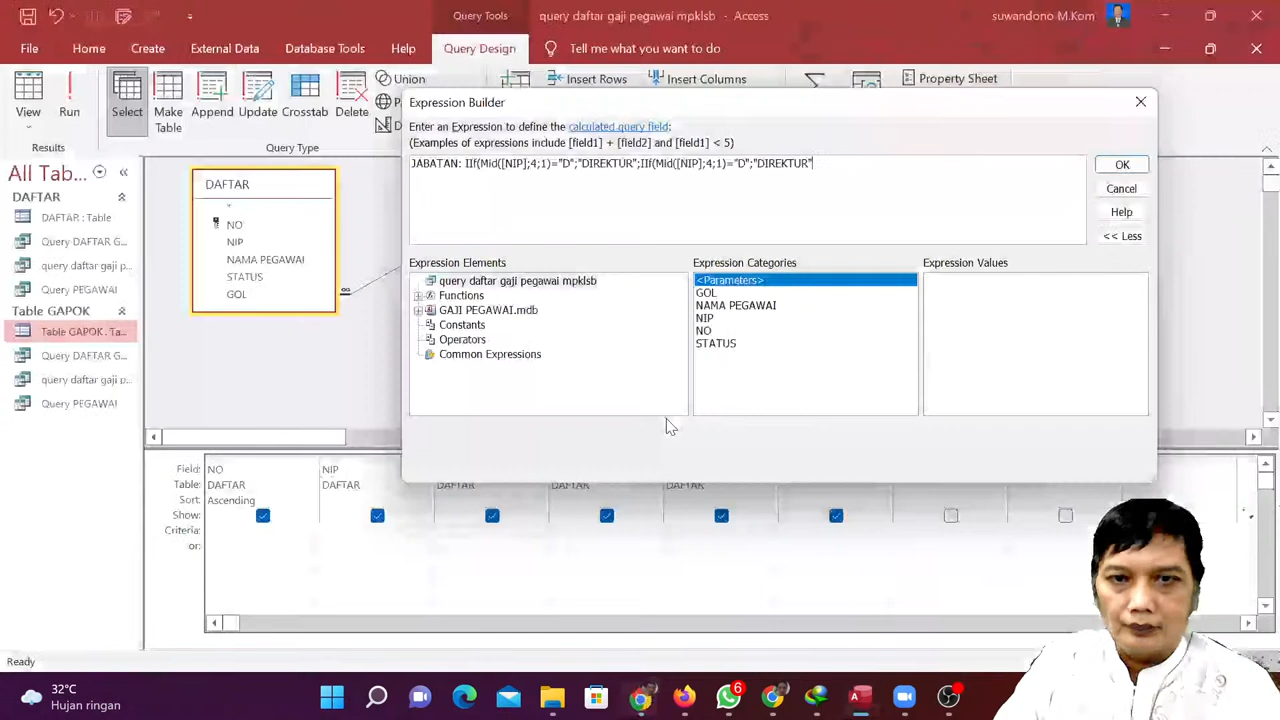 Query Tools
query daftar gaji pegawai mpklsb - Access
suwandono M.Kom
File Home Create External Data Database Tools Help Query Design Tell me what you want to do
View Run Select Make Table Append Update Crosstab Delete
Union
Insert Rows
Insert Columns
Property Sheet
Results
Query Type
All Tab...
DAFTAR
DAFTAR : Table
Query DAFTAR G...
query daftar gaji p...
Query PEGAWAI
Table GAPOK
Table GAPOK : Ta...
Query DAFTAR G...
query daftar gaji p...
Query PEGAWAI
DAFTAR
*
NO
NIP
NAMA PEGAWAI
STATUS
GOL
Expression Builder
Enter an Expression to define the calculated query field:
(Examples of expressions include [field1] + [field2] and [field1] < 5)
JABATAN: IIf(Mid([NIP];4;1)="D";"DIREKTUR";IIf(Mid([NIP];4;1)="D";"DIREKTUR"
OK
Cancel
Help
<< Less
Expression Elements
query daftar gaji pegawai mpklsb
Functions
GAJI PEGAWAI.mdb
Constants
Operators
Common Expressions
Expression Categories
<Parameters>
GOL
NAMA PEGAWAI
NIP
NO
STATUS
Expression Values
Field: NO NIP
Table: DAFTAR DAFTAR DAFTAR DAFTAR
Sort: Ascending
Show:
Criteria:
or:
Ready
32°C
Hujan ringan
6